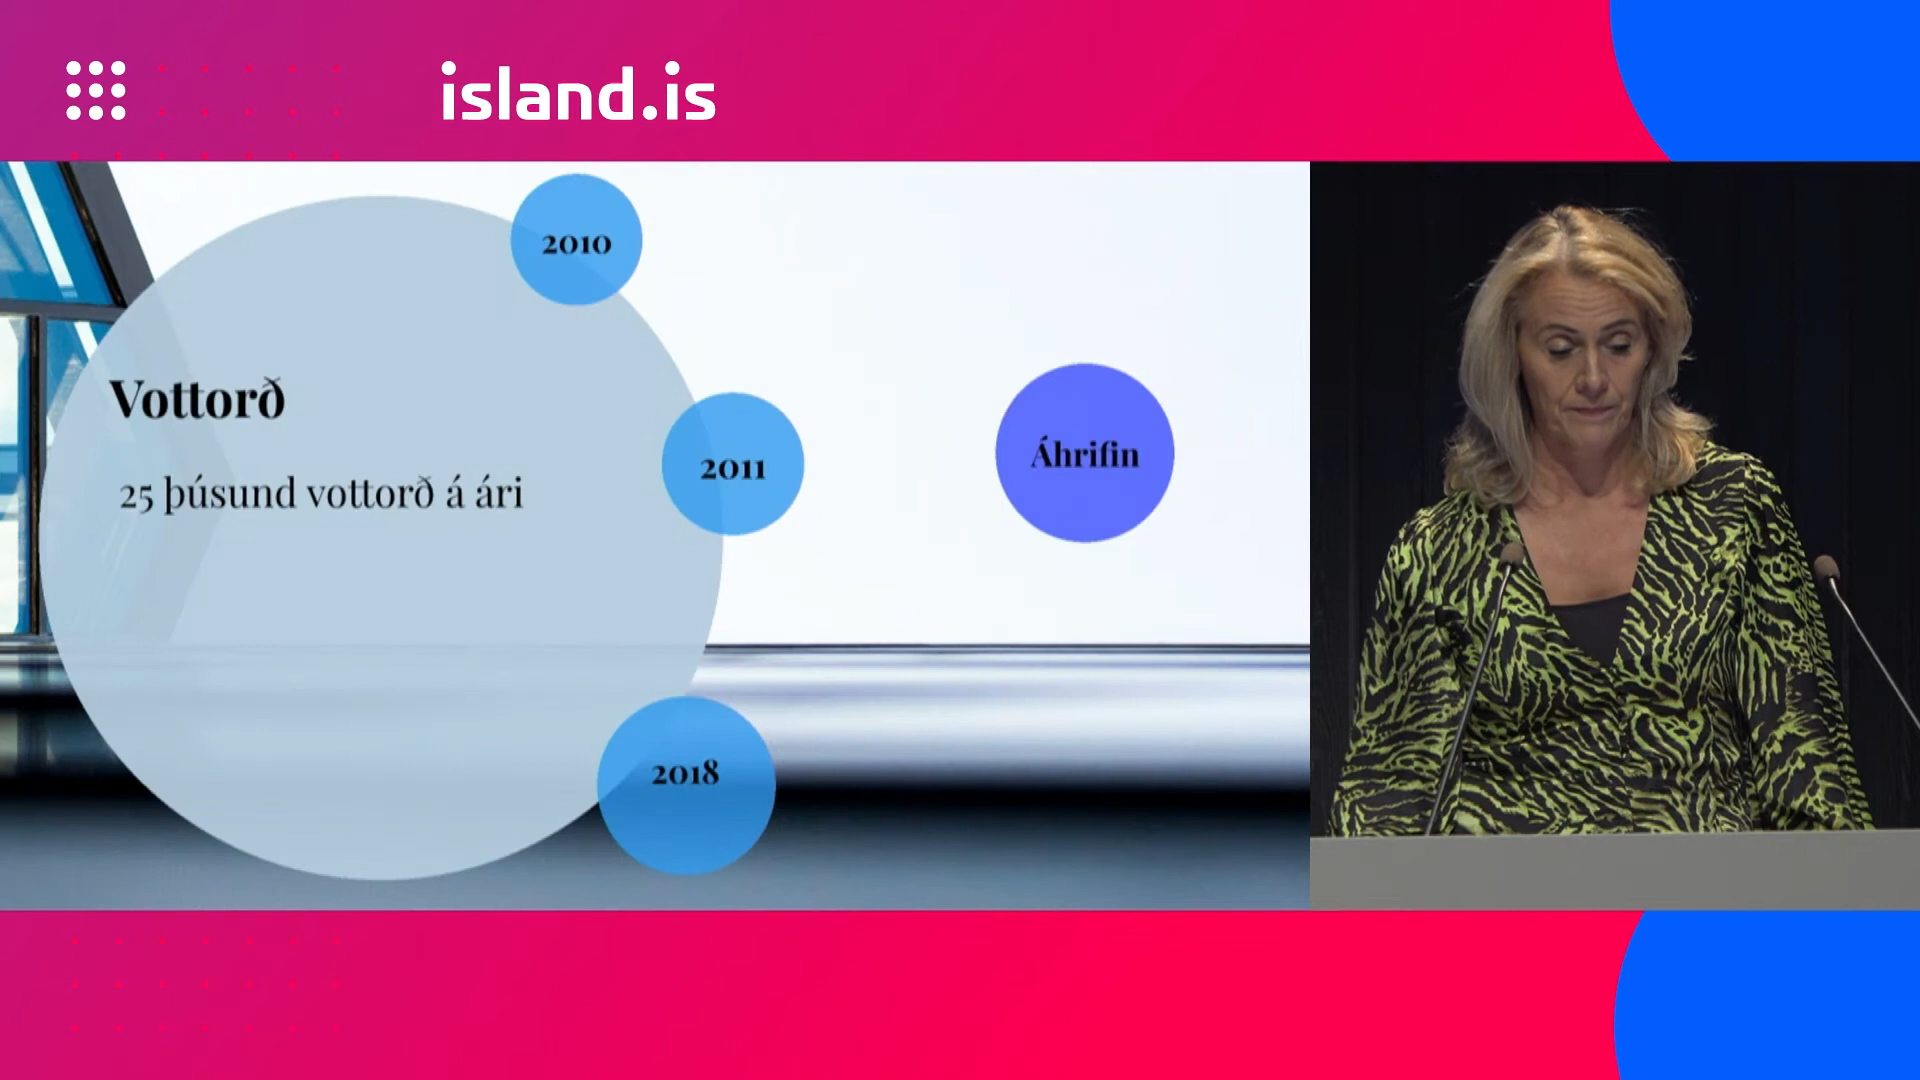 island.is
2010
Vottorð
25 þúsund vottorð á ári
2011
Áhrifin
2018